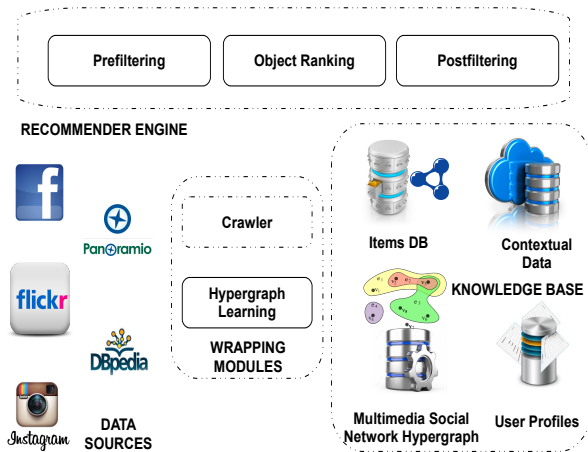 Prefiltering
Object Ranking
Postfiltering
RECOMMENDER ENGINE
Panoramio
flickr
DBpedia
Instagram
DATA
SOURCES
Crawler
Hypergraph
Learning
WRAPPING
MODULES
Items DB
Contextual
Data
KNOWLEDGE BASE
Multimedia Social
Network Hypergraph
User Profiles